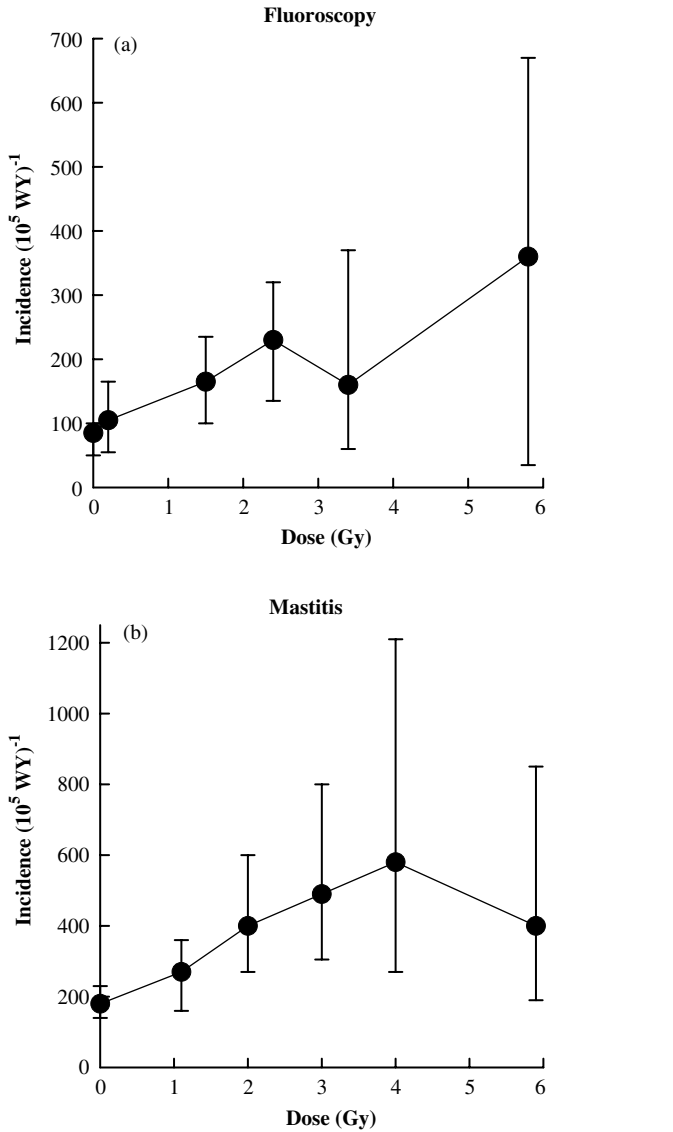 Fluoroscopy
(a)
700
600
500
400
300
200
100
0
Incidence (10⁵ WY)⁻¹
0 1 2 3 4 5 6
Dose (Gy)
Mastitis
(b)
1200
1000
800
600
400
200
0
Incidence (10⁵ WY)⁻¹
0 1 2 3 4 5 6
Dose (Gy)